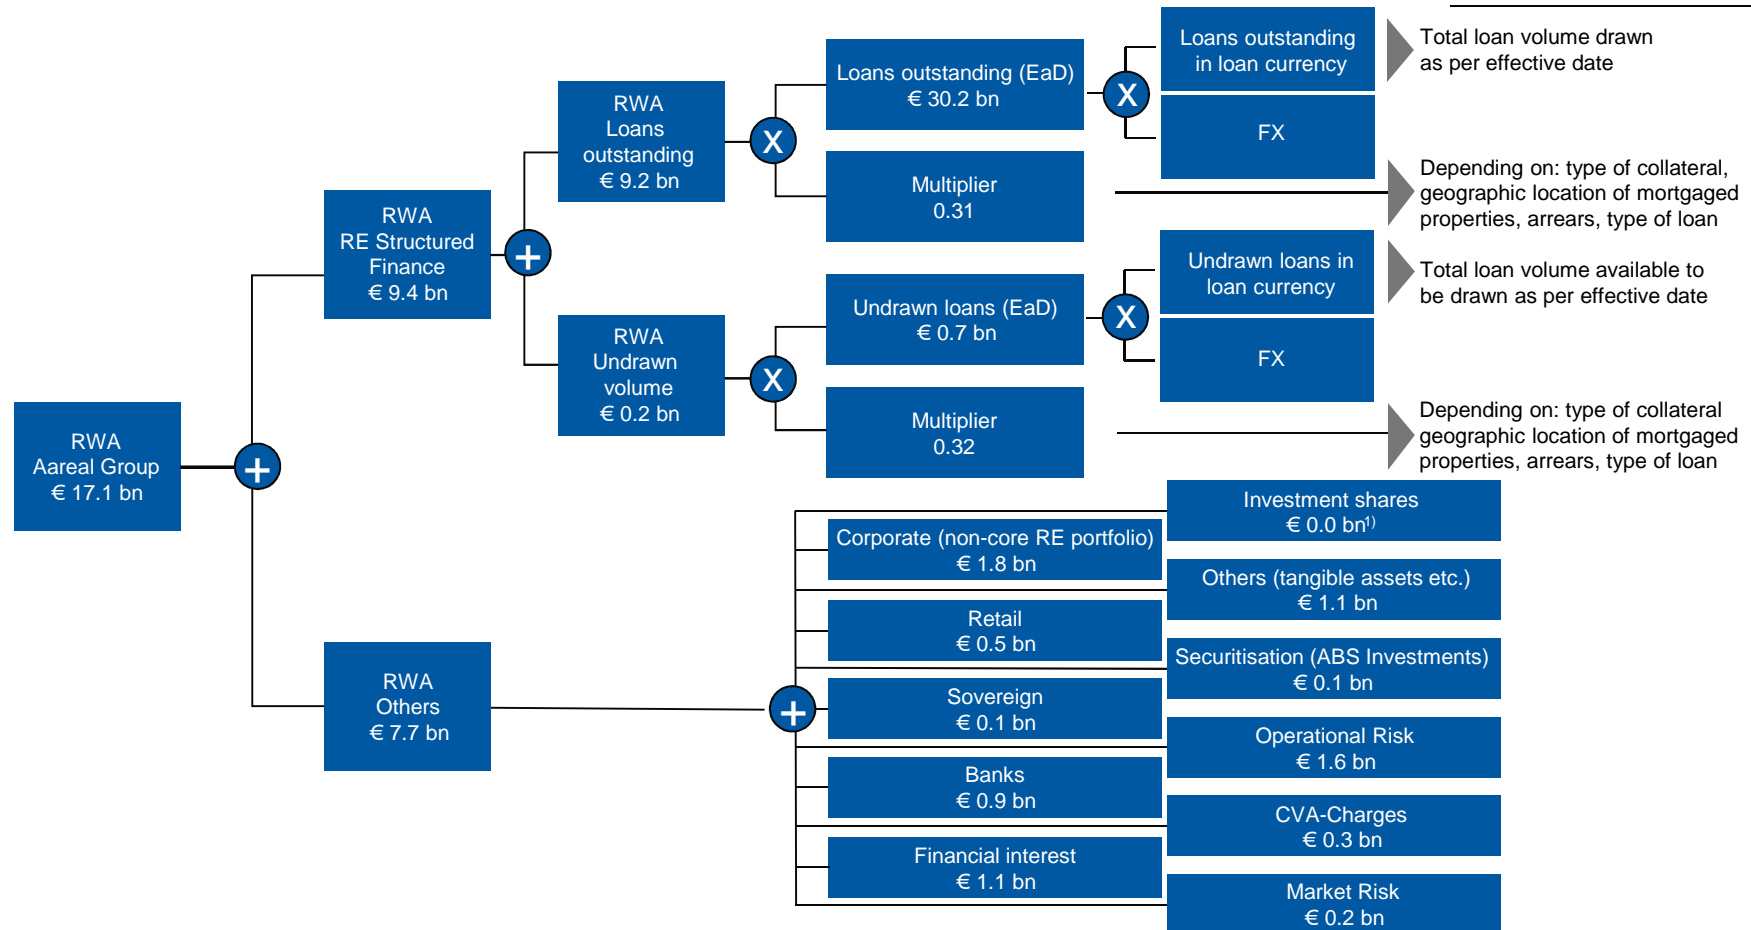 RWA
Aareal Group
€ 17.1 bn
+
RWA
RE Structured
Finance
€ 9.4 bn
+
RWA
Loans
outstanding
€ 9.2 bn
X
Loans outstanding (EaD)
€ 30.2 bn
X
Loans outstanding
in loan currency
Total loan volume drawn
as per effective date
FX
Multiplier
0.31
Depending on: type of collateral,
geographic location of mortgaged
properties, arrears, type of loan
RWA
Undrawn
volume
€ 0.2 bn
X
Undrawn loans (EaD)
€ 0.7 bn
X
Undrawn loans in
loan currency
Total loan volume available to
be drawn as per effective date
FX
Multiplier
0.32
Depending on: type of collateral
geographic location of mortgaged
properties, arrears, type of loan
RWA
Others
€ 7.7 bn
+
Investment shares
€ 0.0 bn1)
Corporate (non-core RE portfolio)
€ 1.8 bn
Others (tangible assets etc.)
€ 1.1 bn
Retail
€ 0.5 bn
Securitisation (ABS Investments)
€ 0.1 bn
Sovereign
€ 0.1 bn
Operational Risk
€ 1.6 bn
Banks
€ 0.9 bn
CVA-Charges
€ 0.3 bn
Financial interest
€ 1.1 bn
Market Risk
€ 0.2 bn